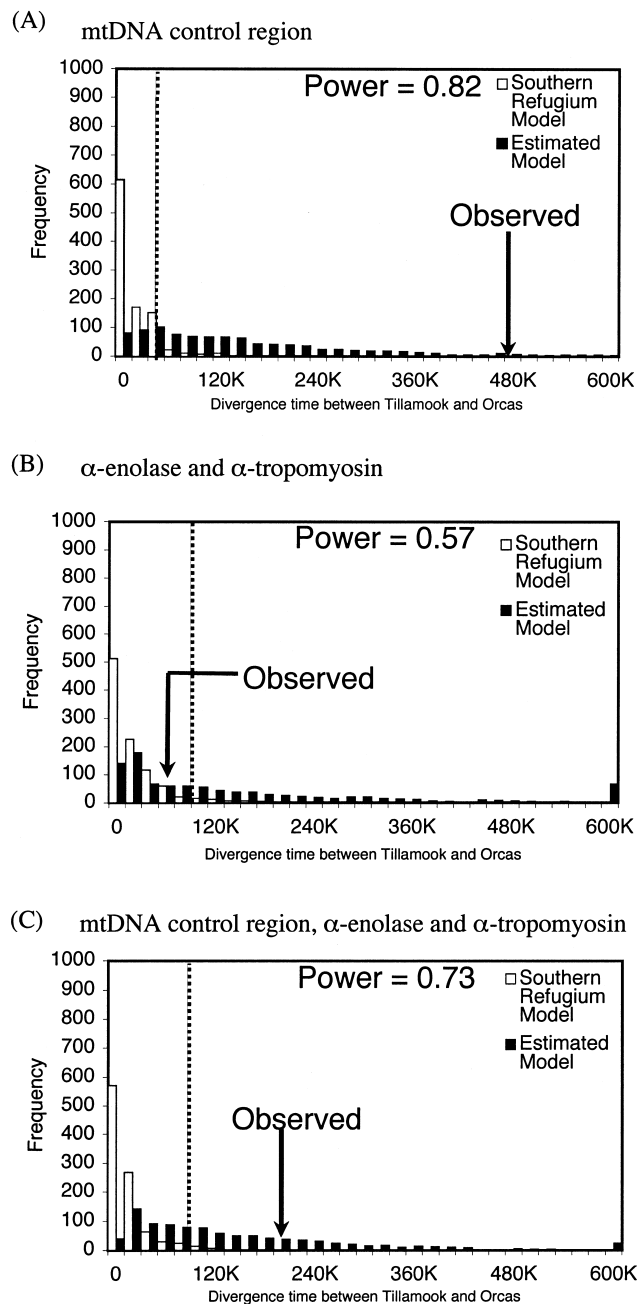 (A) mtDNA control region
Power = 0.82
Southern
Refugium
Model
Estimated
Model
Observed
Frequency
1000
900
800
700
600
500
400
300
200
100
0
0 120K 240K 360K 480K 600K
Divergence time between Tillamook and Orcas
(B) α-enolase and α-tropomyosin
Power = 0.57
Southern
Refugium
Model
Estimated
Model
Observed
Frequency
1000
900
800
700
600
500
400
300
200
100
0
0 120K 240K 360K 480K 600K
Divergence time between Tillamook and Orcas
(C) mtDNA control region, α-enolase and α-tropomyosin
Power = 0.73
Southern
Refugium
Model
Estimated
Model
Observed
Frequency
1000
900
800
700
600
500
400
300
200
100
0
0 120K 240K 360K 480K 600K
Divergence time between Tillamook and Orcas